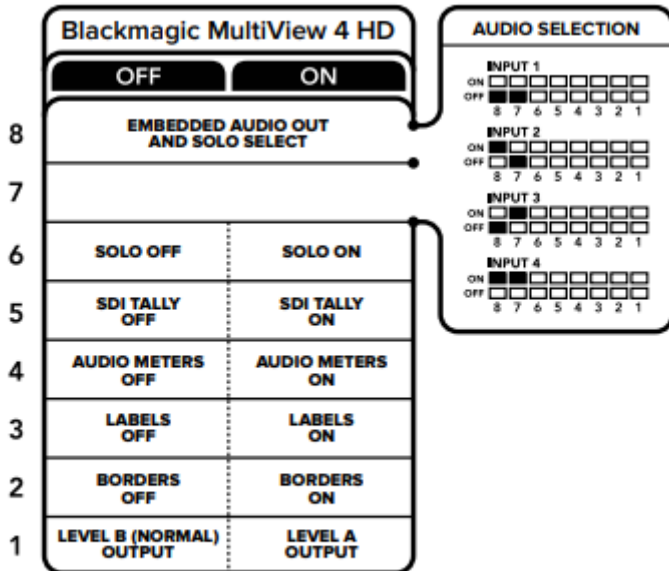 Blackmagic MultiView 4 HD
OFF ON
8 EMBEDDED AUDIO OUT
AND SOLO SELECT
7
6 SOLO OFF SOLO ON
5 SDI TALLY
OFF
SDI TALLY
ON
4 AUDIO METERS
OFF
AUDIO METERS
ON
3 LABELS
OFF
LABELS
ON
2 BORDERS
OFF
BORDERS
ON
1 LEVEL B (NORMAL)
OUTPUT
LEVEL A
OUTPUT
AUDIO SELECTION
INPUT 1
ON
OFF
8 7 6 5 4 3 2 1
INPUT 2
ON
OFF
8 7 6 5 4 3 2 1
INPUT 3
ON
OFF
8 7 6 5 4 3 2 1
INPUT 4
ON
OFF
8 7 6 5 4 3 2 1